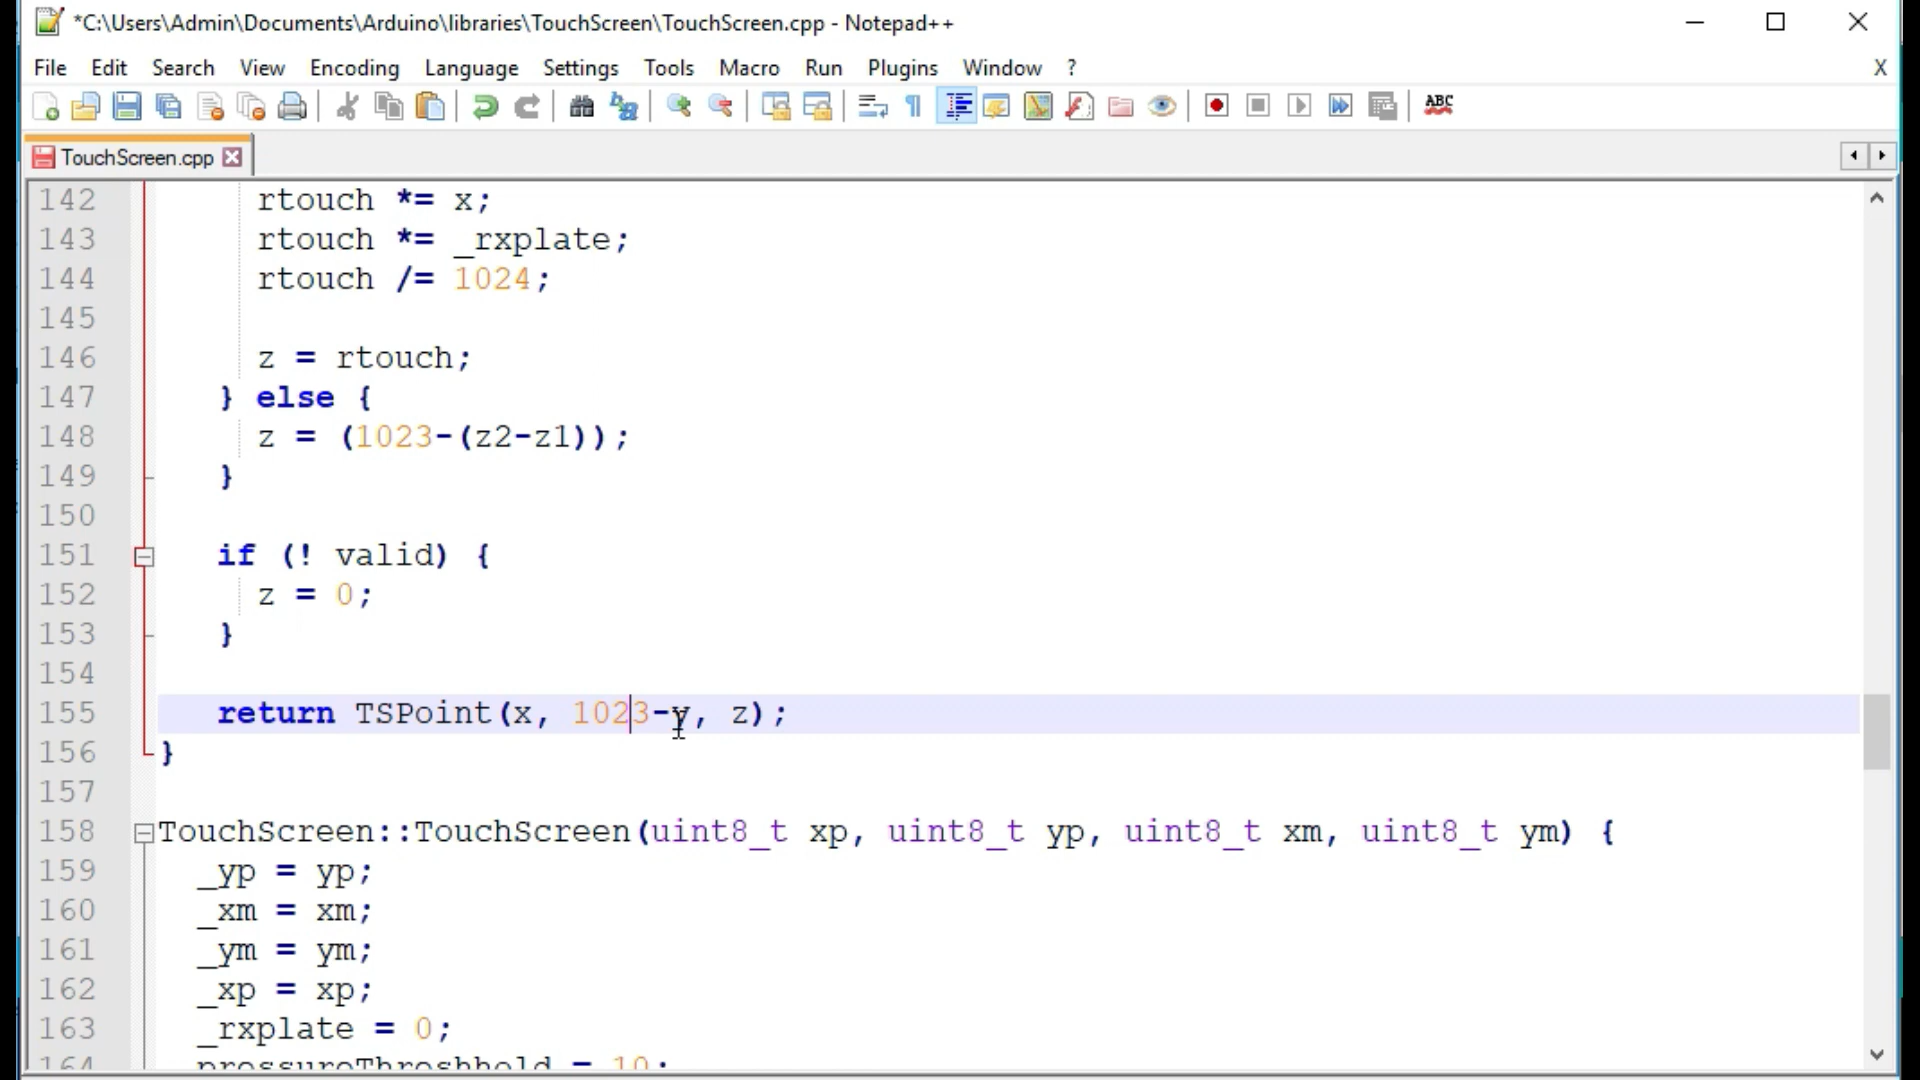 *C:\Users\Admin\Documents\Arduino\libraries\TouchScreen\TouchScreen.cpp - Notepad++
File Edit Search View Encoding Language Settings Tools Macro Run Plugins Window ? X
ABC
TouchScreen.cpp
142 rtouch *= x;
143 rtouch *= _rxplate;
144 rtouch /= 1024;
145
146 z = rtouch;
147 } else {
148 z = (1023-(z2-z1));
149 }
150
151 if (! valid) {
152 z = 0;
153 }
154
155 return TSPoint(x, 1023-y, z);
156 }
157
158 TouchScreen::TouchScreen(uint8_t xp, uint8_t yp, uint8_t xm, uint8_t ym) {
159 _yp = yp;
160 _xm = xm;
161 _ym = ym;
162 _xp = xp;
163 _rxplate = 0;
164 pressureThreshhold = 10;